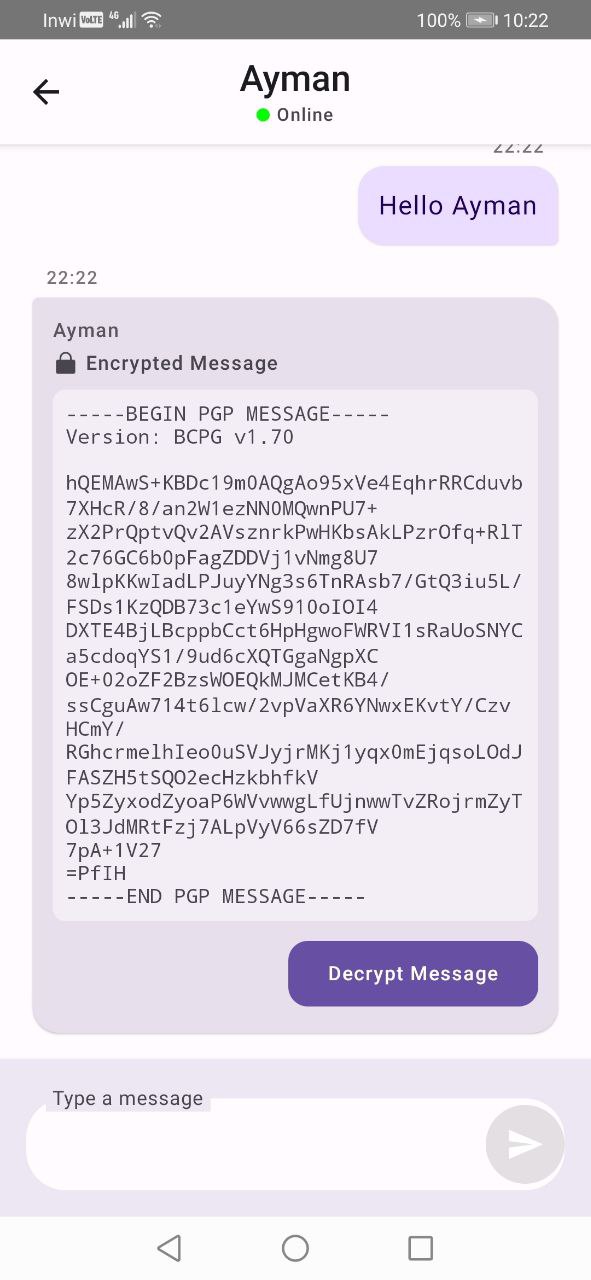 Inwi VoLTE 4G 100% 10:22
Ayman
Online
22:22
Hello Ayman
22:22
Ayman
Encrypted Message
-----BEGIN PGP MESSAGE-----
Version: BCPG v1.70
hQEMAwS+KBDc19m0AQgAo95xVe4EqhrRRCduvb
7XHcR/8/an2W1ezNN0MQwnPU7+
zX2PrQptvQv2AVsznrkPwHKbsAkLPzrOfq+RlT
2c76GC6b0pFagZDDVj1vNmg8U7
8wlpKKwIadLPJuyYNg3s6TnRAsb7/GtQ3iu5L/
FSDs1KzQDB73c1eYwS910oIOI4
DXTE4BjLBcppbCct6HpHgwoFWRVI1sRaUoSNYC
a5cdoqYS1/9ud6cXQTGgaNgpXC
OE+02oZF2BzsWOEQkMJMCetKB4/
ssCguAw714t6lcw/2vpVaXR6YNwxEKvtY/Czv
HCmY/
RGhcrmelhIeo0uSVJyjrMKj1yqx0mEjqsoLOdJ
FASZH5tSQO2ecHzkbhfkV
Yp5ZyxodZyoaP6WVvwwgLfUjnwwTvZRojrmZyT
Ol3JdMRtFzj7ALpVyV66sZD7fV
7pA+1V27
=PfIH
-----END PGP MESSAGE-----
Decrypt Message
Type a message